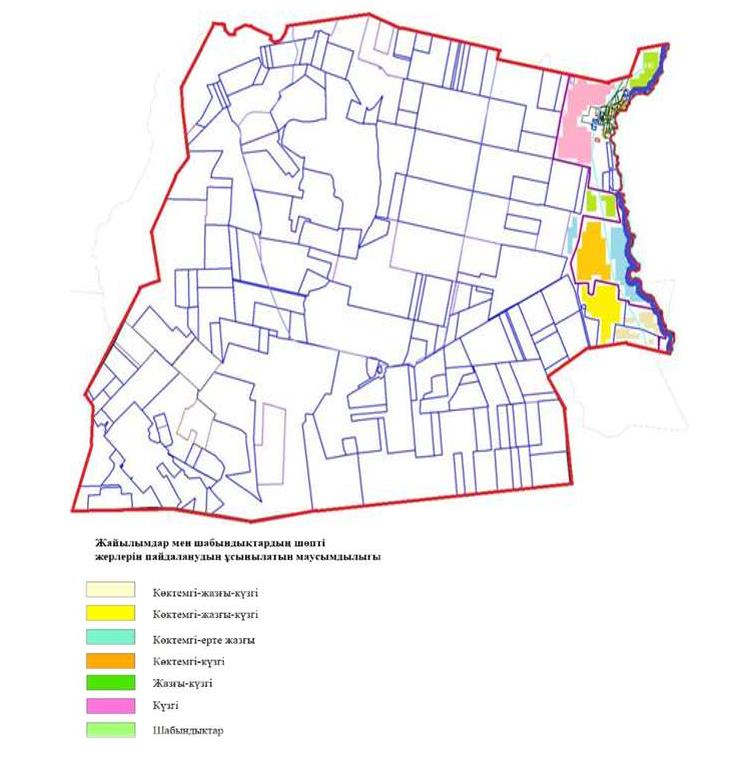 Жайылымдар мен шабындықтардың шөпті
жерлерін пайдаланудың ұсынылатын маусымдылығы
Көктемгі-жазғы-күзгі
Көктемгі-жазғы-күзгі
Көктемгі-ерте жазғы
Көктемгі-күзгі
Жазғы-күзгі
Күзгі
Шабындықтар